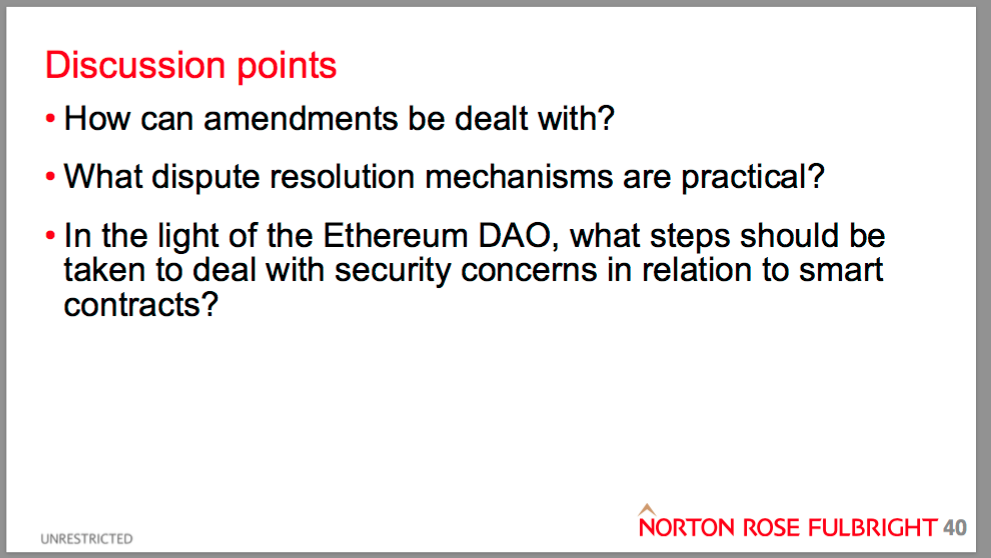 Discussion points
• How can amendments be dealt with?
• What dispute resolution mechanisms are practical?
• In the light of the Ethereum DAO, what steps should be
taken to deal with security concerns in relation to smart
contracts?
UNRESTRICTED
NORTON ROSE FULBRIGHT 40